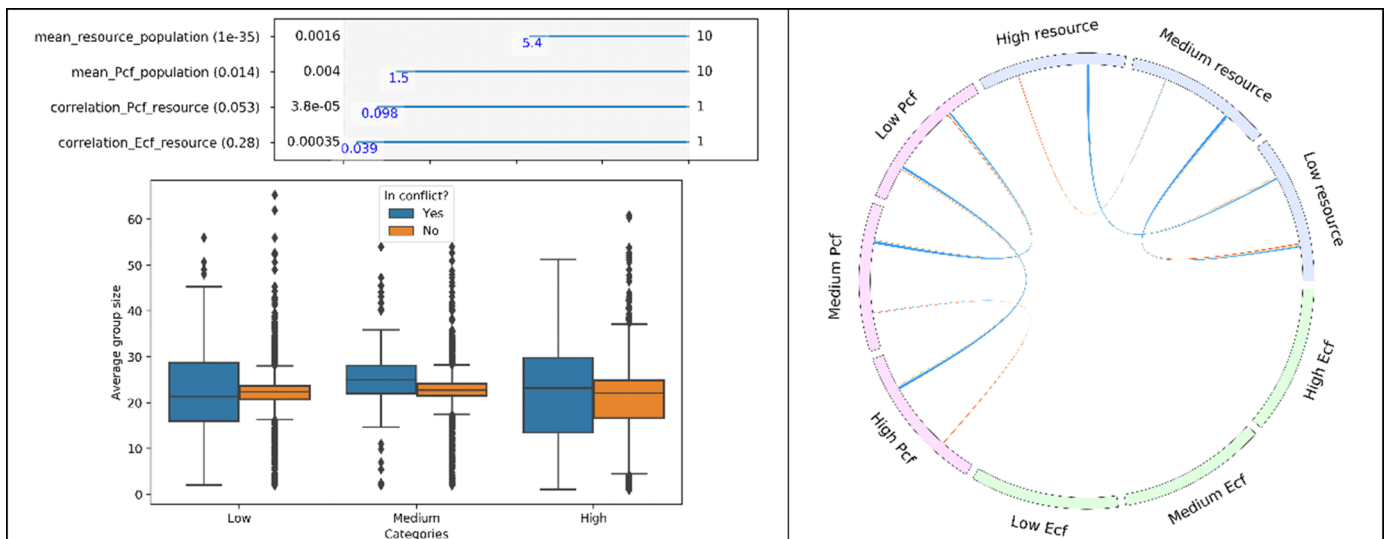 mean_resource_population (1e-35) 0.0016 5.4 10
mean_Pcf_population (0.014) 0.004 1.5 10
correlation_Pcf_resource (0.053) 3.8e-05 0.098 1
correlation_Ecf_resource (0.28) 0.00035 0.039 1
In conflict?
Yes
No
Average group size
60
50
40
30
20
10
0
Low Medium High
Categories
High resource
Medium resource
Low resource
Low Pcf
Medium Pcf
High Pcf
Low Ecf
Medium Ecf
High Ecf